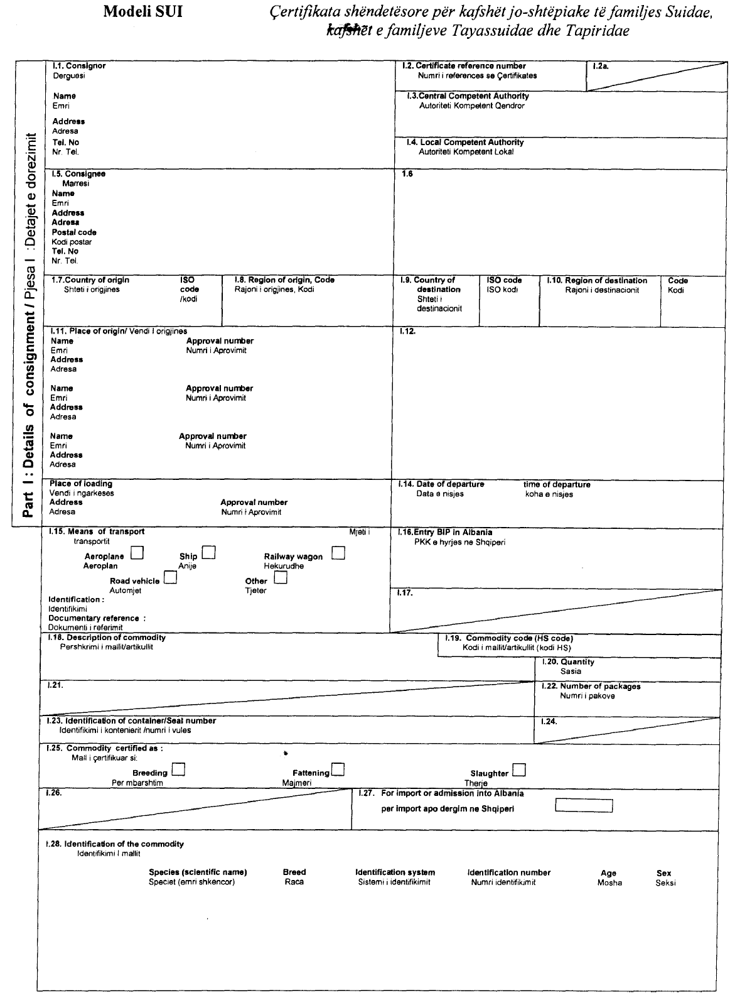 Modeli SUI
Çertifikata shëndetësore për kafshët jo-shtëpiake të familjes Suidae,
kafshët e familjeve Tayassuidae dhe Tapiridae
Part I : Details of consignment / Pjesa I :Detajet e dorezimit
I.1. Consignor
Derguesi
Name
Emri
Address
Adresa
Tel. No
Nr. Tel.
I.2. Certificate reference number
Numri i references se Çertifikates
I.2a.
I.3.Central Competent Authority
Autoriteti Kompetent Qendror
I.4. Local Competent Authority
Autoriteti Kompetent Lokal
I.5. Consignee
Marresi
Name
Emri
Address
Adresa
Postal code
Kodi postar
Tel. No
Nr. Tel.
1.6
1.7.Country of origin
Shteti i origjines
ISO
code
/kodi
I.8. Region of origin, Code
Rajoni i origjines, Kodi
I.9. Country of
destination
Shteti i
destinacionit
ISO code
ISO kodi
I.10. Region of destination
Rajoni i destinacionit
Code
Kodi
I.11. Place of origin/ Vendi I origjines
Name Approval number
Emri Numri i Aprovimit
Address
Adresa
Name Approval number
Emri Numri i Aprovimit
Address
Adresa
Name Approval number
Emri Numri i Aprovimit
Address
Adresa
I.12.
Place of loading
Vendi i ngarkeses
Address Approval number
Adresa Numri i Aprovimit
I.14. Date of departure time of departure
Data e nisjes koha e nisjes
I.15. Means of transport Mjeti i
transportit
Aeroplane Ship Railway wagon
Aeroplan Anije Hekurudhe
Road vehicle Other
Automjet Tjeter
Identification :
Identifikimi
Documentary reference :
Dokumenti i referimit
I.16.Entry BIP in Albania
PKK e hyrjes ne Shqiperi
I.17.
I.18. Description of commodity
Pershkrimi i mallit/artikullit
I.19. Commodity code (HS code)
Kodi i mallit/artikullit (kodi HS)
I.20. Quantity
Sasia
I.21.
I.22. Number of packages
Numri i pakove
I.23. Identification of container/Seal number
Identifikimi i kontenierit /numri i vules
I.24.
I.25. Commodity certified as :
Mall i çertifikuar si:
Breeding Fattening Slaughter
Per mbarshtim Majmeri Therje
I.26.
I.27. For import or admission into Albania
per import apo dergim ne Shqiperi
I.28. Identification of the commodity
Identifikimi I mallit
Species (scientific name) Breed Identification system Identification number Age Sex
Speciet (emri shkencor) Raca Sistemi i identifikimit Numri identifikimit Mosha Seksi